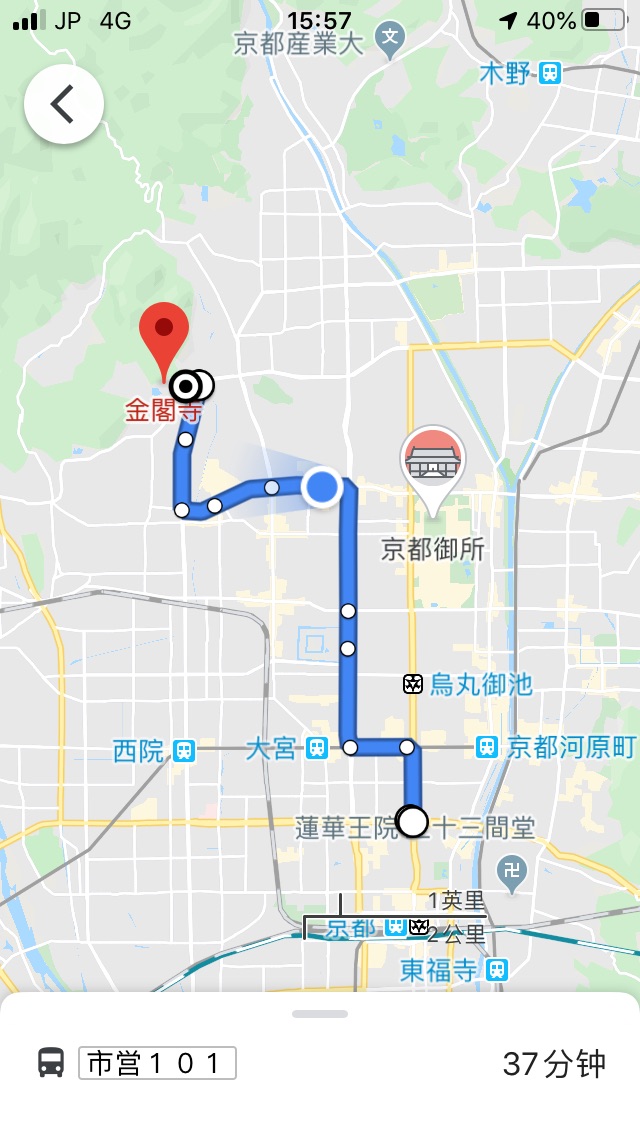 JP 4G 15:57 40%
京都産業大
文
木野
金閣寺
京都御所
烏丸御池
西院
大宮
京都河原町
蓮華王院 三十三間堂
卍
1英里
京都
2公里
東福寺
市営１０１
37分钟